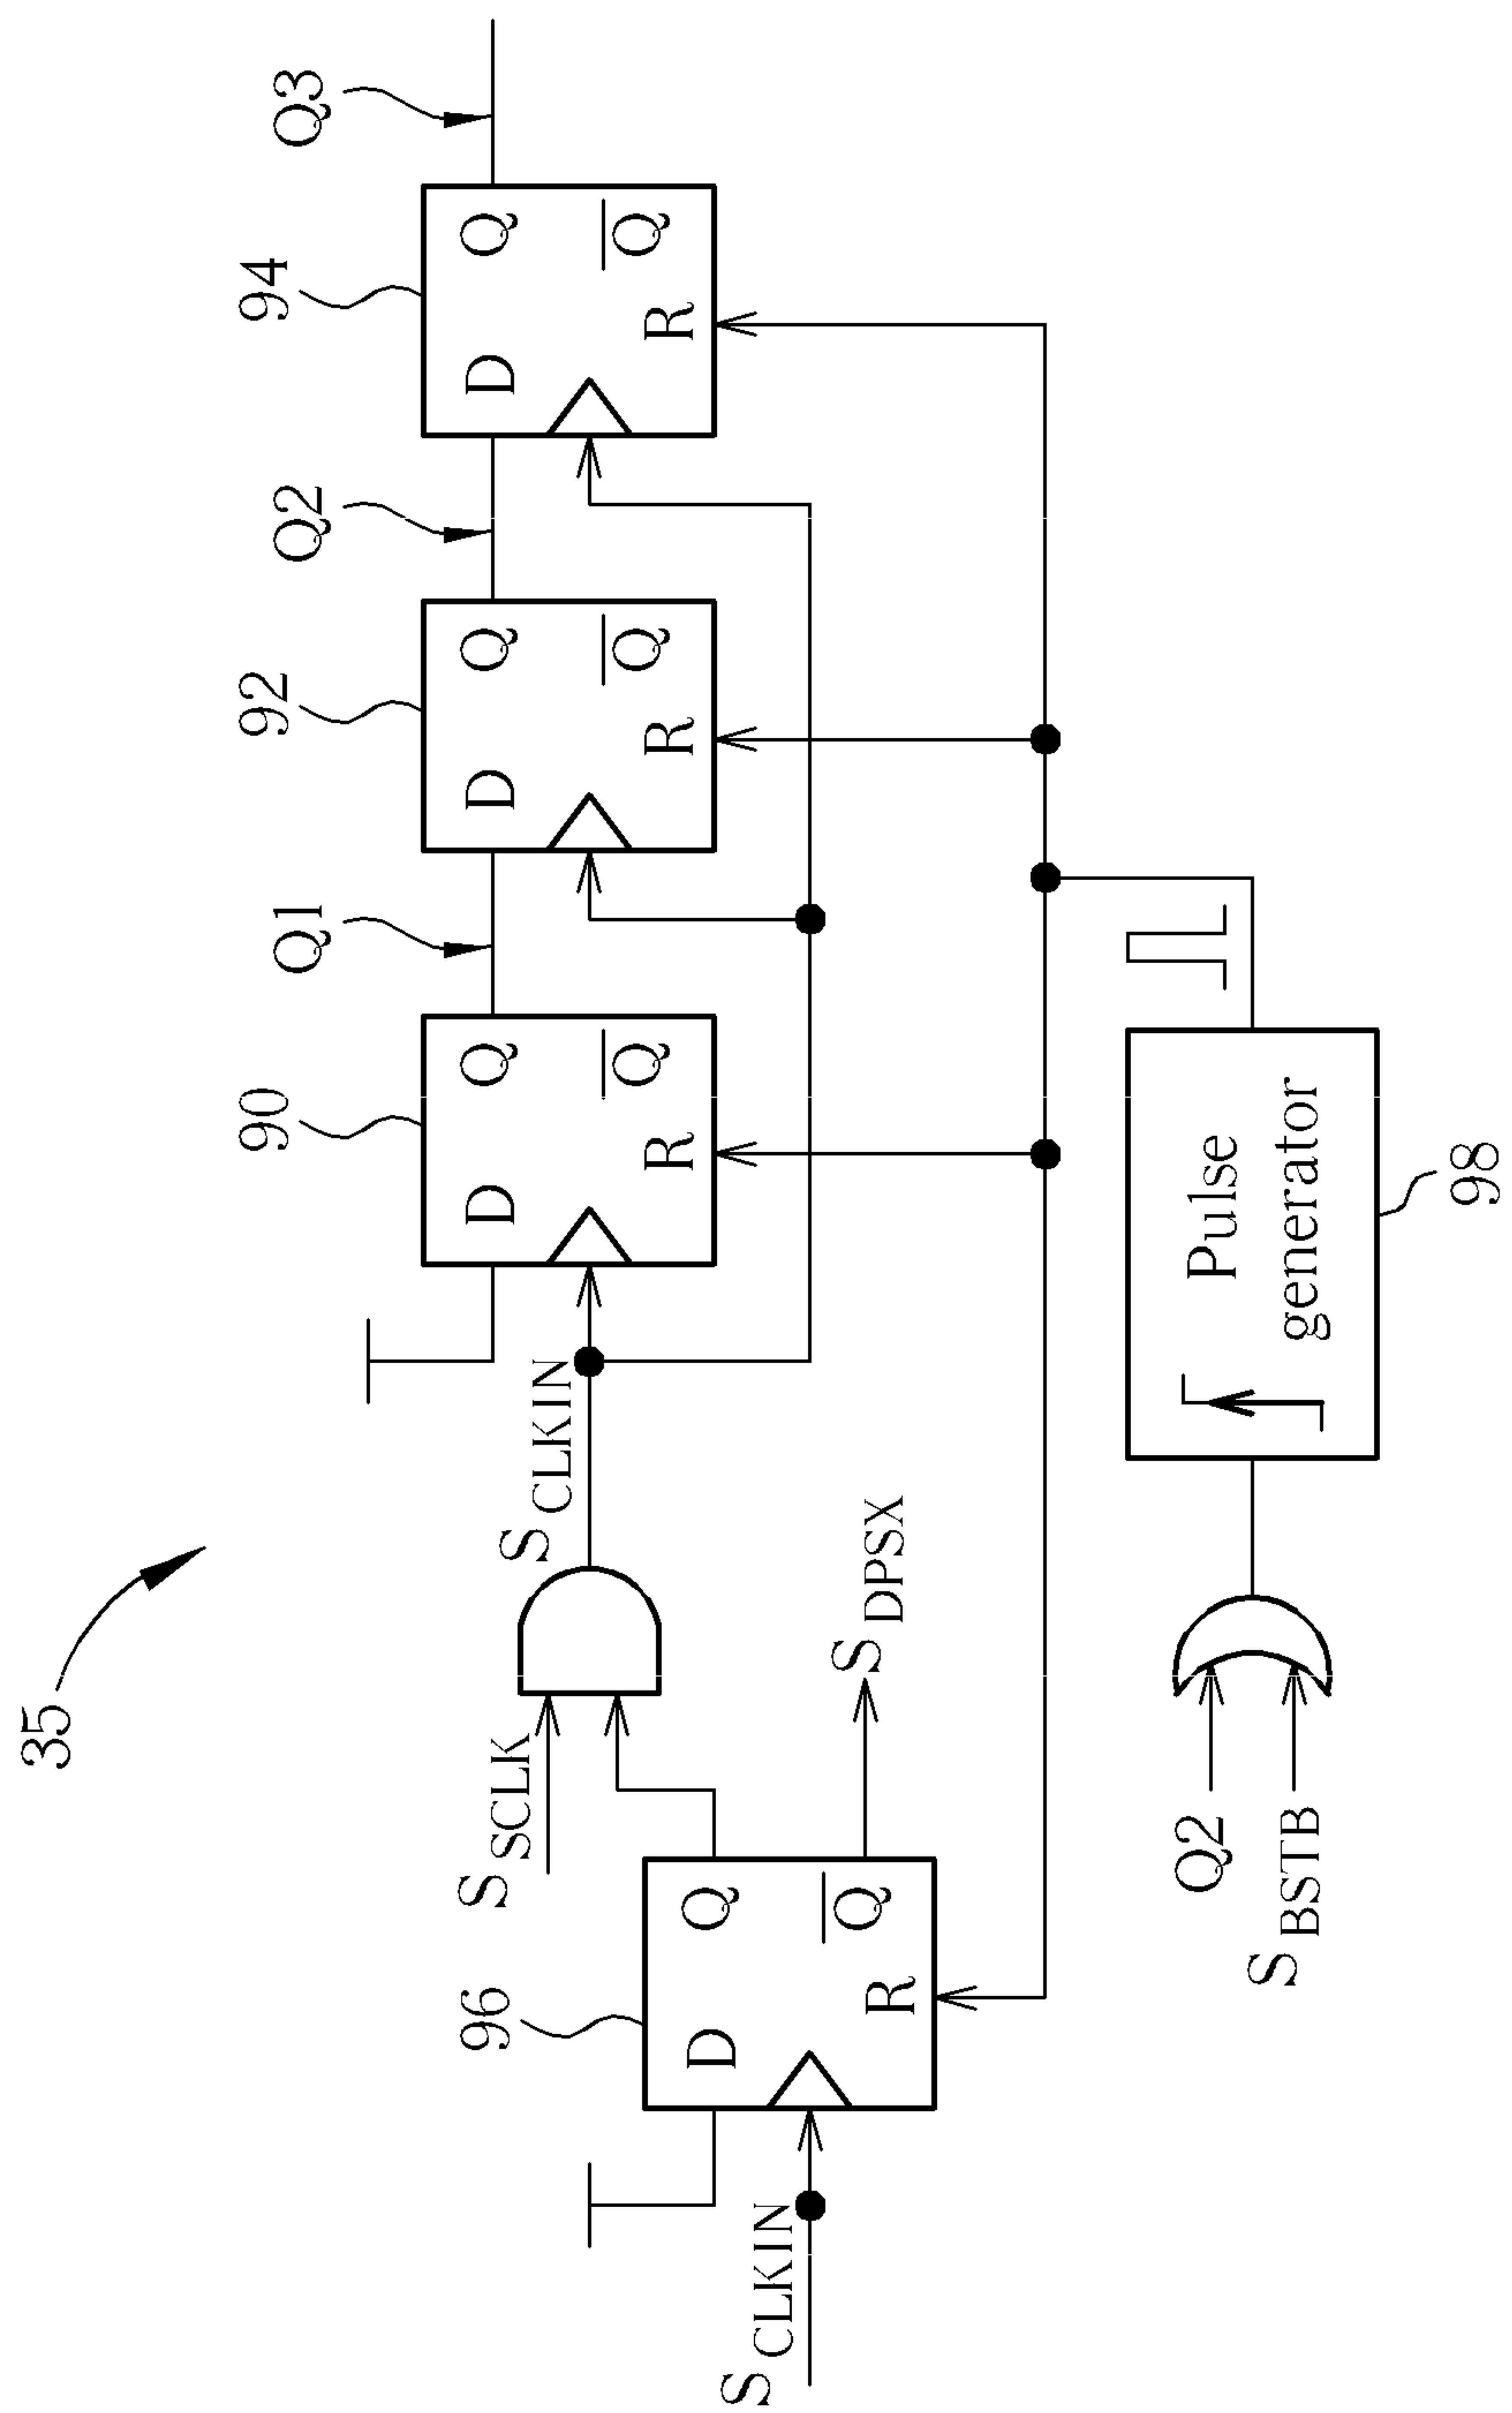 35
90
92
94
Q1
Q2
Q3
D
Q
Q
R
D
Q
Q
R
D
Q
Q
R
S SCLK
S CLKIN
96
D
Q
Q
R
S DPSX
S CLKIN
Q2
S BSTB
Pulse
generator
98